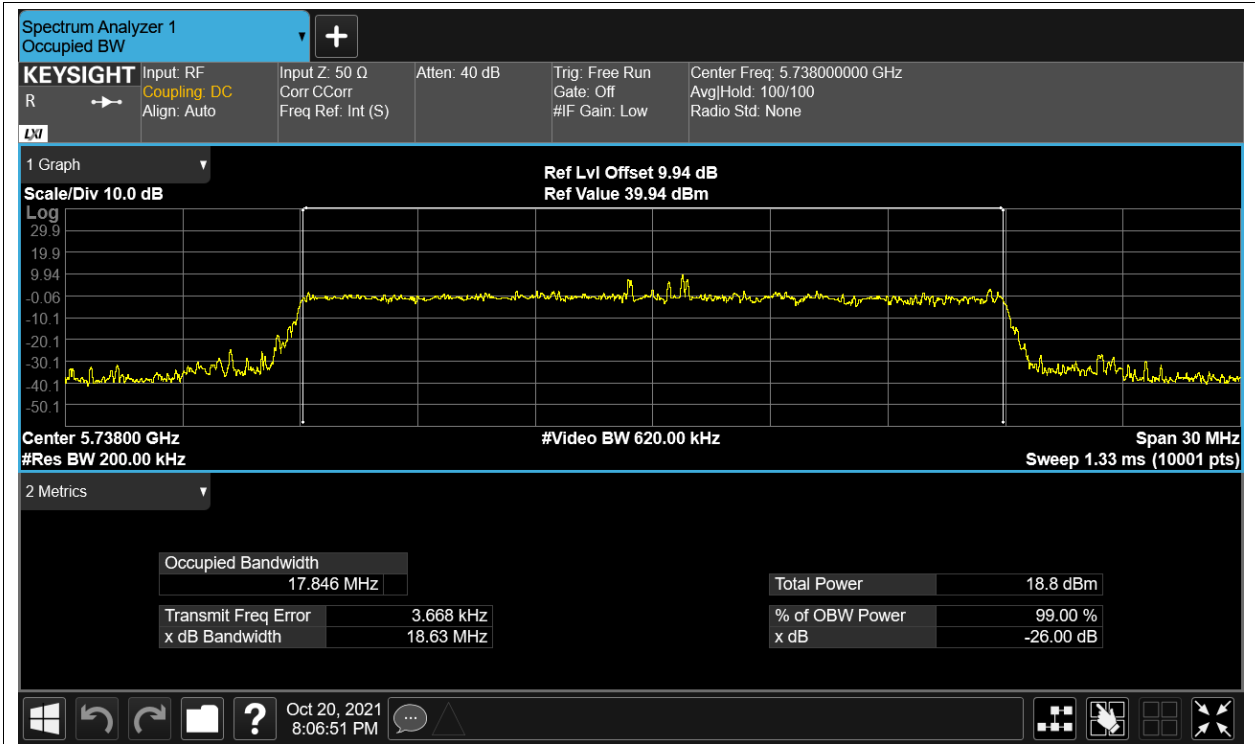 Spectrum Analyzer 1
Occupied BW
KEYSIGHT
R
LXI
Input: RF
Coupling: DC
Align: Auto
Input Z: 50 Ω
Corr CCorr
Freq Ref: Int (S)
Atten: 40 dB
Trig: Free Run
Gate: Off
#IF Gain: Low
Center Freq: 5.738000000 GHz
Avg|Hold: 100/100
Radio Std: None
1 Graph
Scale/Div 10.0 dB
Ref Lvl Offset 9.94 dB
Ref Value 39.94 dBm
Log
29.9
19.9
9.94
-0.06
-10.1
-20.1
-30.1
-40.1
-50.1
Center 5.73800 GHz
#Res BW 200.00 kHz
#Video BW 620.00 kHz
Span 30 MHz
Sweep 1.33 ms (10001 pts)
2 Metrics
Occupied Bandwidth
17.846 MHz
Transmit Freq Error 3.668 kHz
x dB Bandwidth 18.63 MHz
Total Power 18.8 dBm
% of OBW Power 99.00 %
x dB -26.00 dB
?
Oct 20, 2021
8:06:51 PM